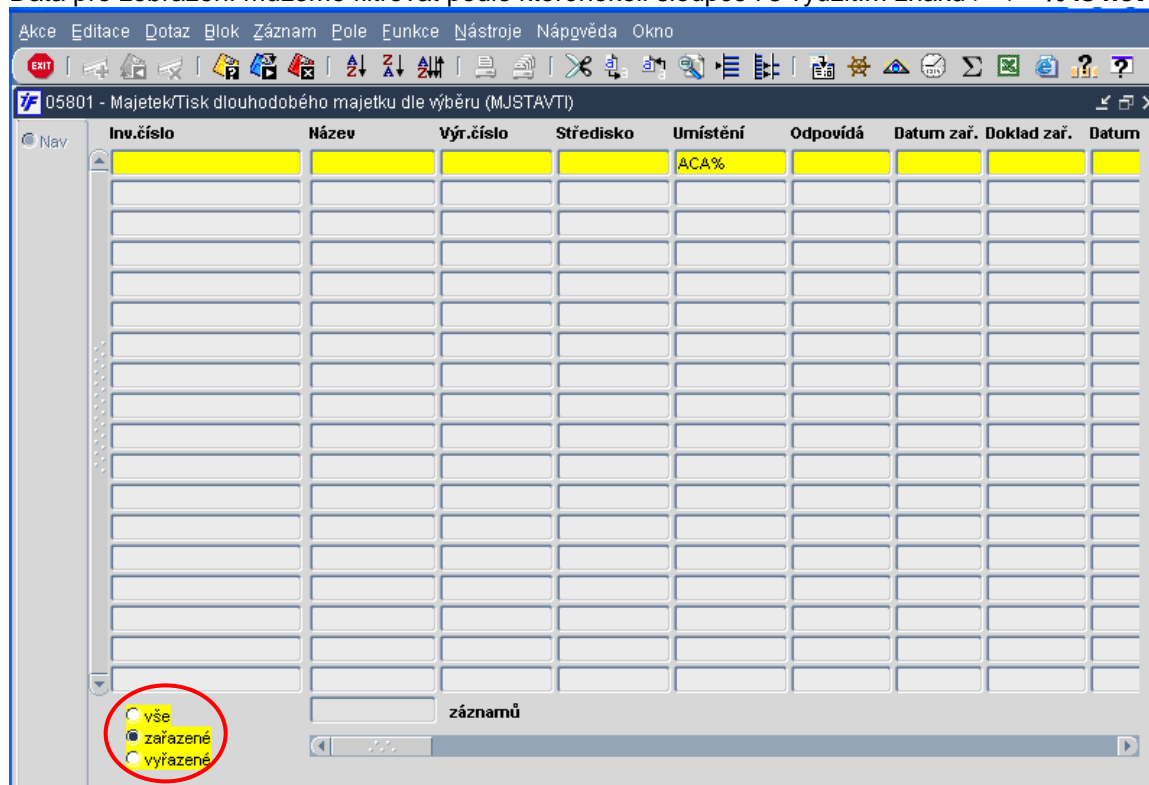 Akce Editace Dotaz Blok Záznam Pole Funkce Nástroje Nápověda Okno
EXIT
05801 - Majetek/Tisk dlouhodobého majetku dle výběru (MJSTAVTI)
Nav
Inv.číslo Název Výr.číslo Středisko Umístění Odpovídá Datum zař. Doklad zař. Datum
ACA%
vše
záznamů
zařazené
vyřazené